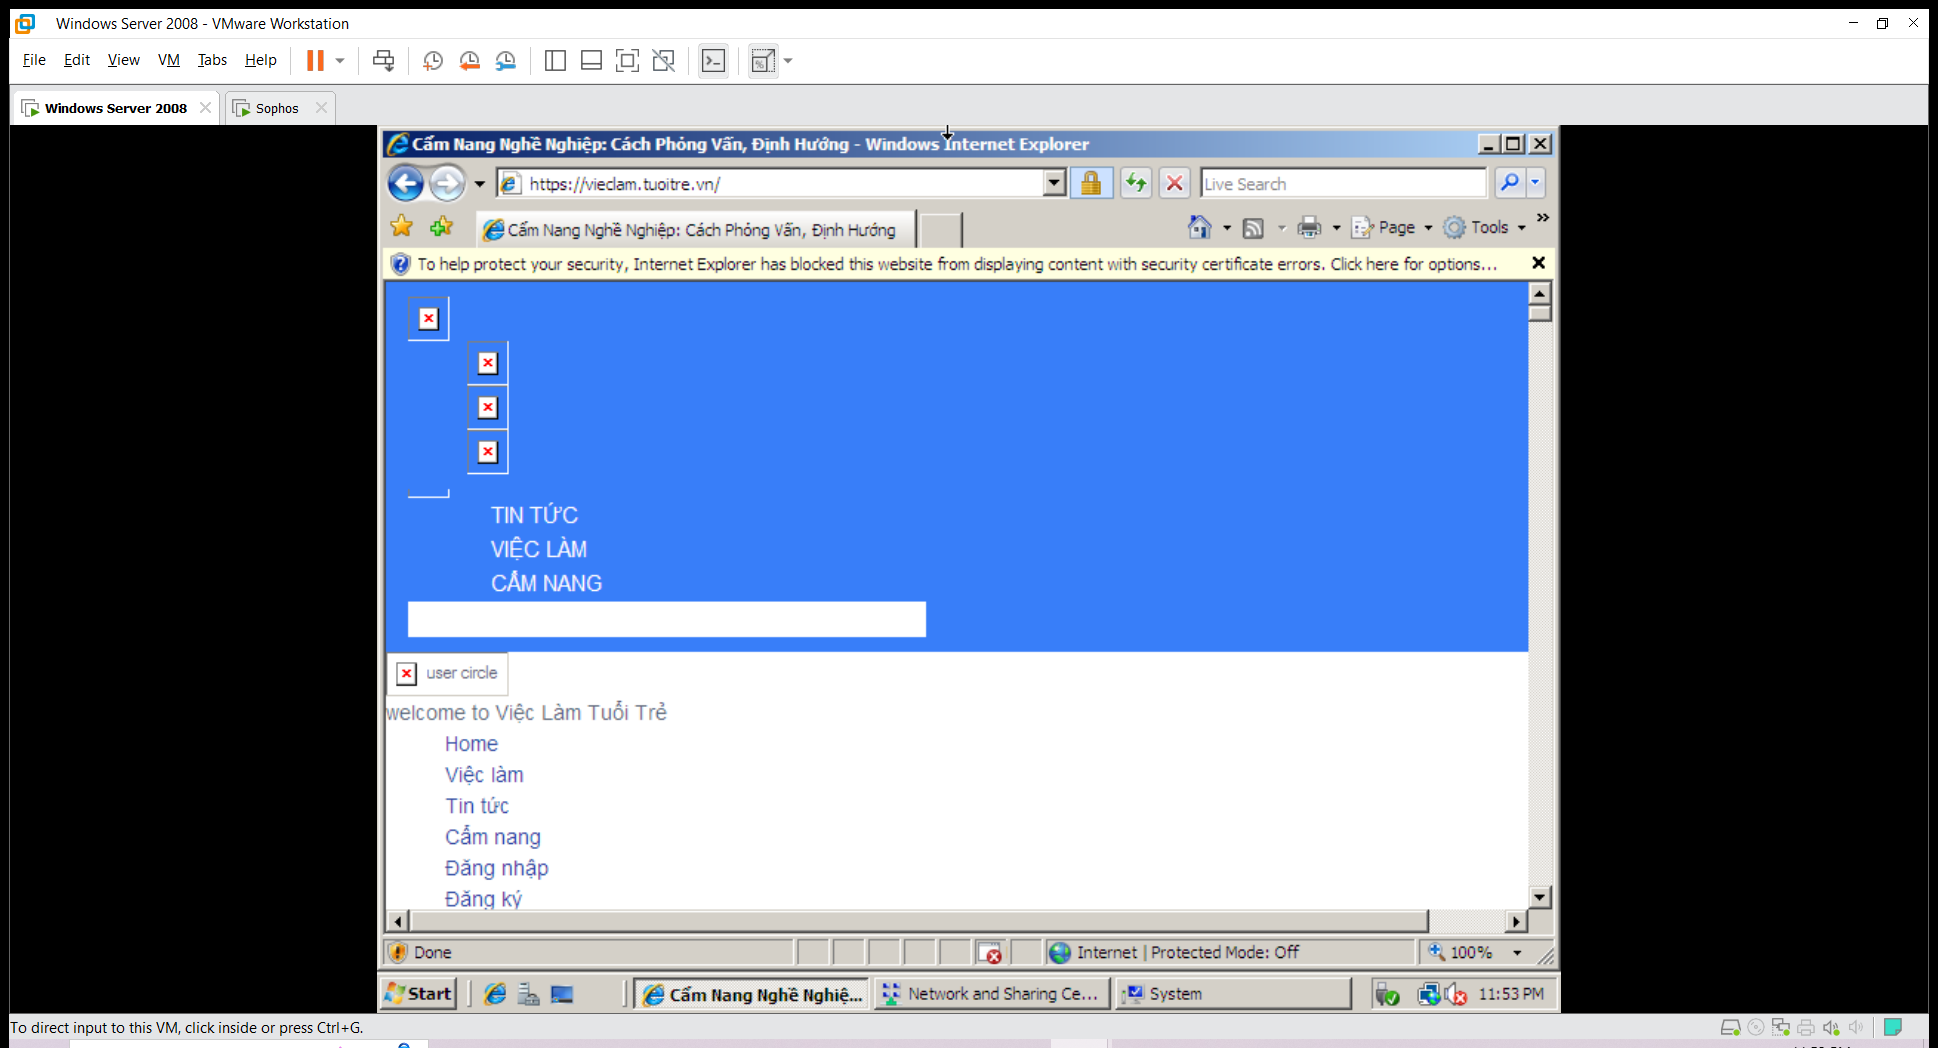 Windows Server 2008 - VMware Workstation
File Edit View VM Tabs Help
Windows Server 2008 Sophos
Cẩm Nang Nghề Nghiệp: Cách Phỏng Vấn, Định Hướng - Windows Internet Explorer
https://vieclam.tuoitre.vn/ Live Search
Cẩm Nang Nghề Nghiệp: Cách Phỏng Vấn, Định Hướng Page Tools
To help protect your security, Internet Explorer has blocked this website from displaying content with security certificate errors. Click here for options...
TIN TỨC
VIỆC LÀM
CẨM NANG
user circle
welcome to Việc Làm Tuổi Trẻ
Home
Việc làm
Tin tức
Cẩm nang
Đăng nhập
Đăng ký
Done Internet | Protected Mode: Off 100%
Start Cẩm Nang Nghề Nghiệ... Network and Sharing Ce... System 11:53 PM
To direct input to this VM, click inside or press Ctrl+G.